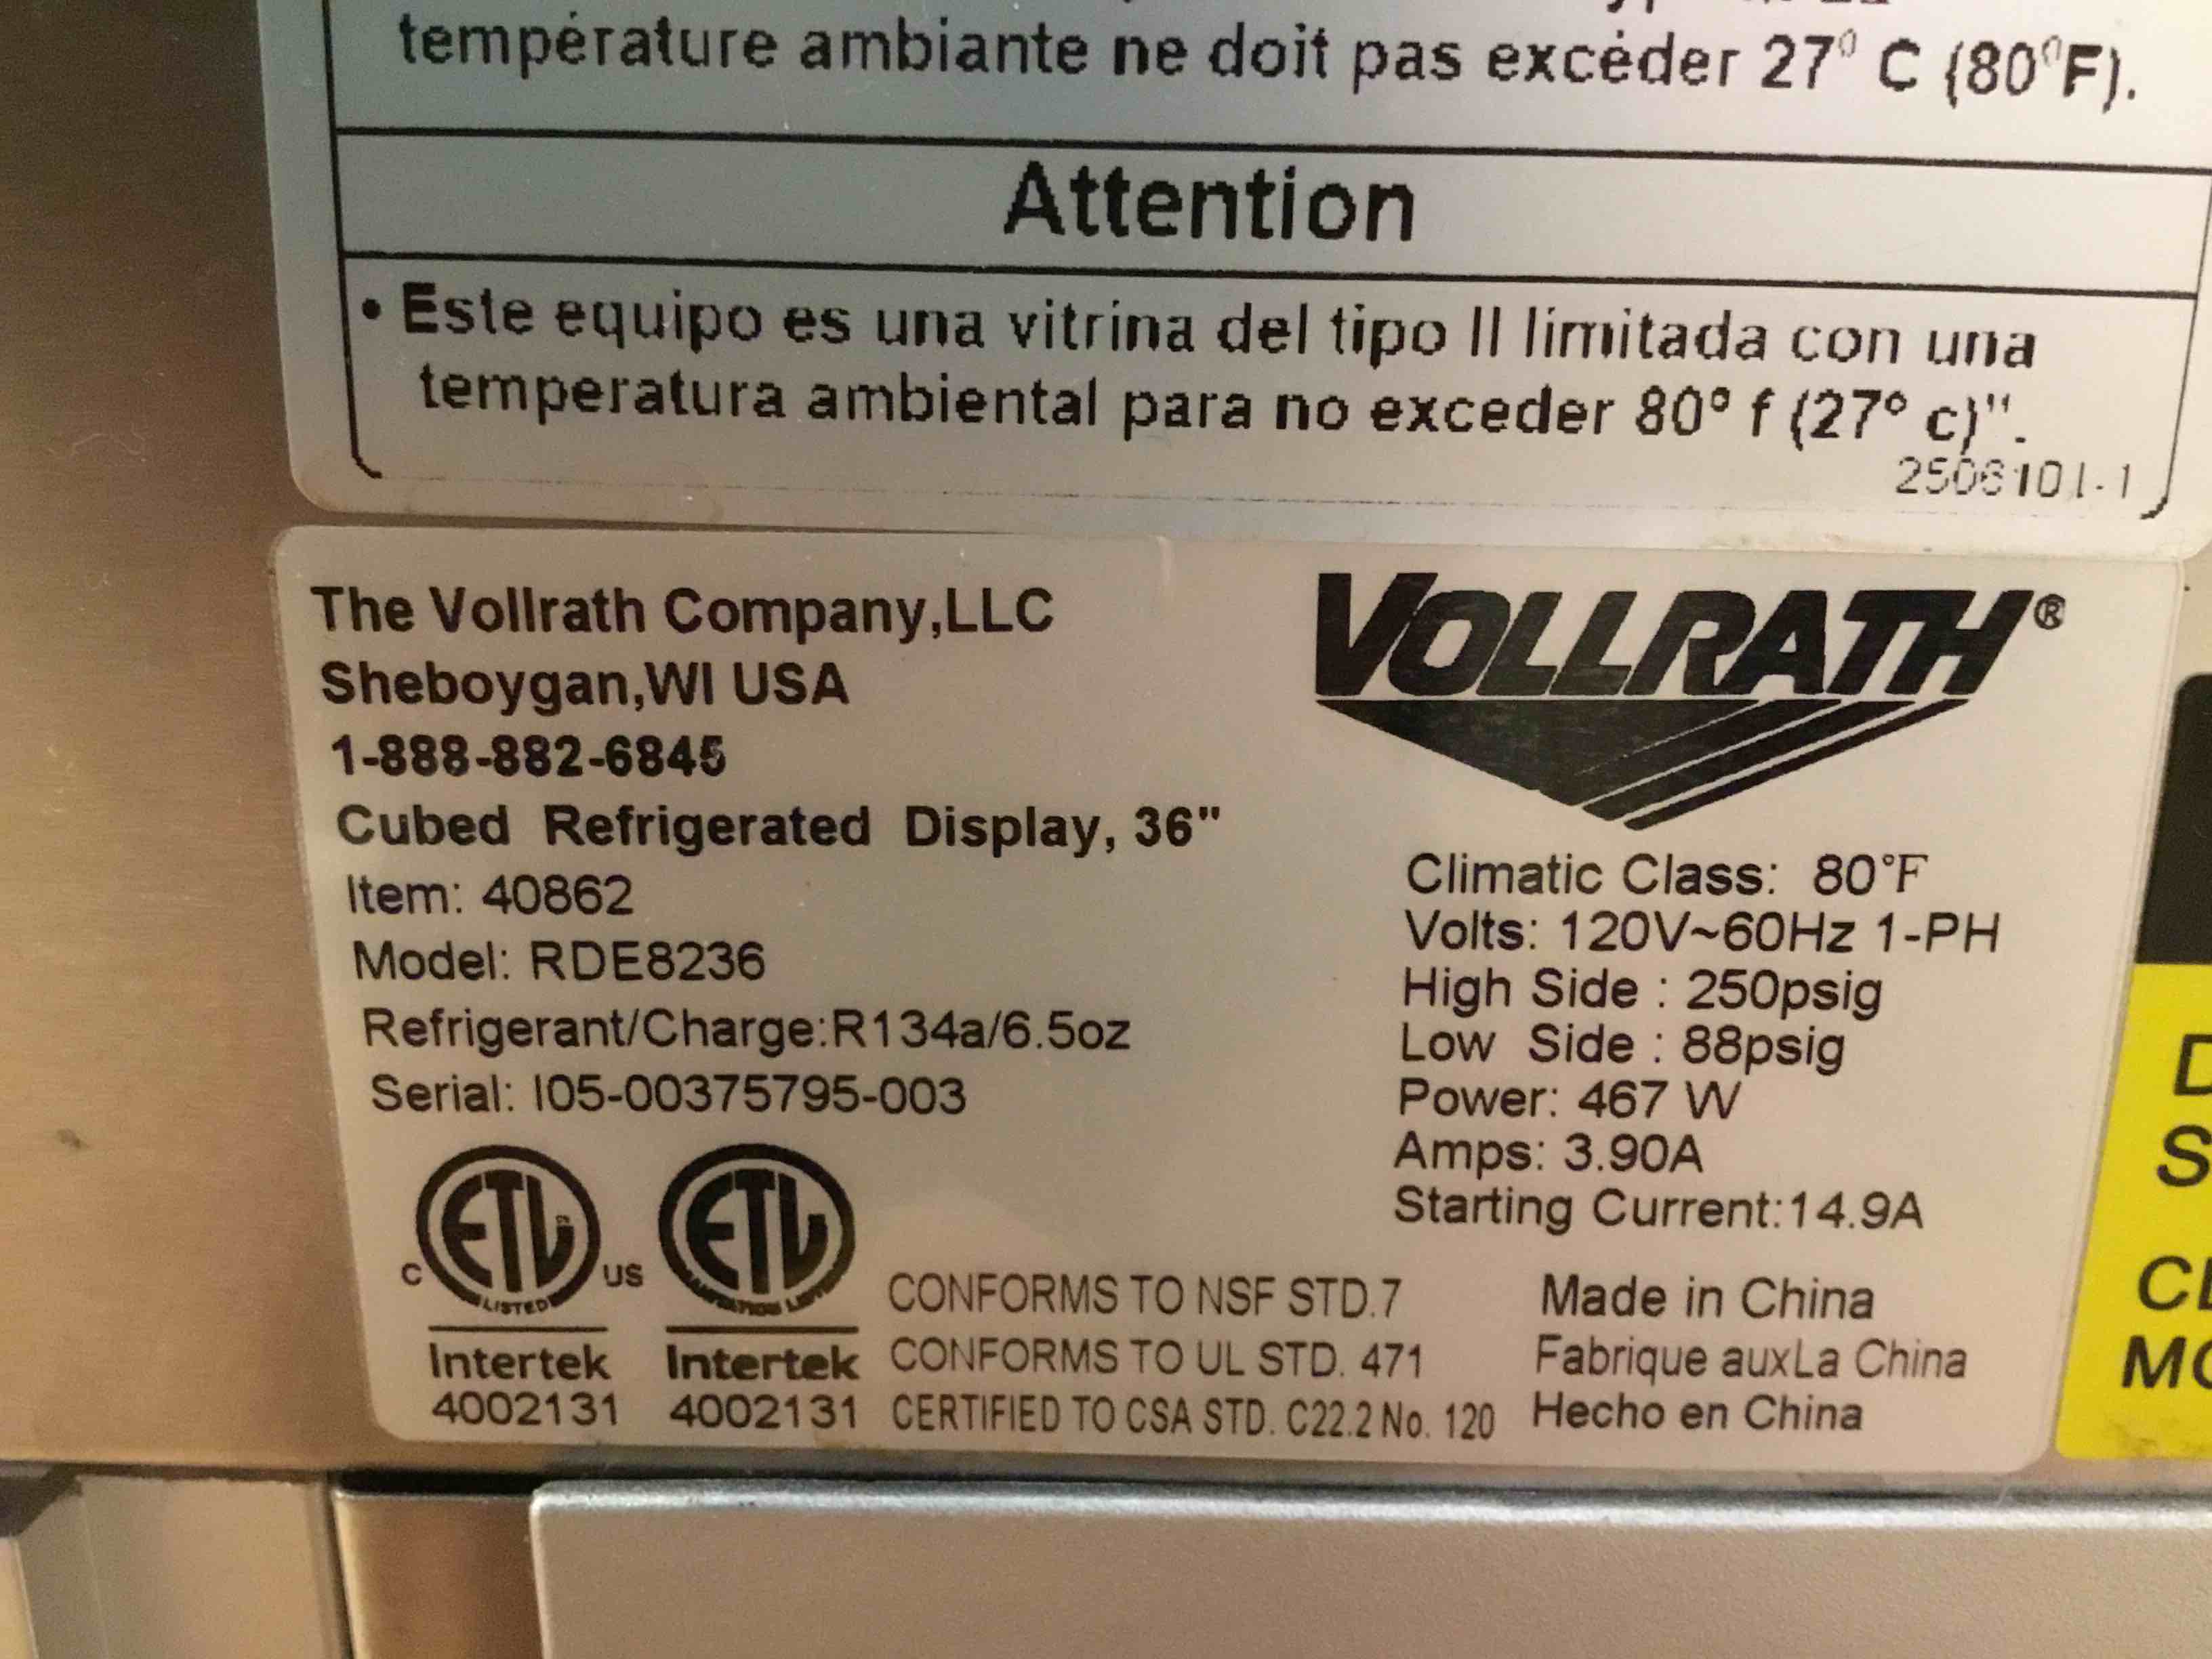 température ambiante ne doit pas excéder 27° C (80°F).
Attention
• Este equipo es una vitrina del tipo II limitada con una
temperatura ambiental para no exceder 80° f (27° c)".
2506101-1
The Vollrath Company,LLC
Sheboygan,WI USA
1-888-882-6845
Cubed Refrigerated Display, 36"
Item: 40862
Model: RDE8236
Refrigerant/Charge:R134a/6.5oz
Serial: I05-00375795-003
VOLLRATH®
Climatic Class: 80°F
Volts: 120V~60Hz 1-PH
High Side : 250psig
Low Side : 88psig
Power: 467 W
Amps: 3.90A
Starting Current:14.9A
C ETL US
LISTED
Intertek
4002131
ETL
Intertek
4002131
CONFORMS TO NSF STD.7
CONFORMS TO UL STD. 471
CERTIFIED TO CSA STD. C22.2 No. 120
Made in China
Fabrique auxLa China
Hecho en China